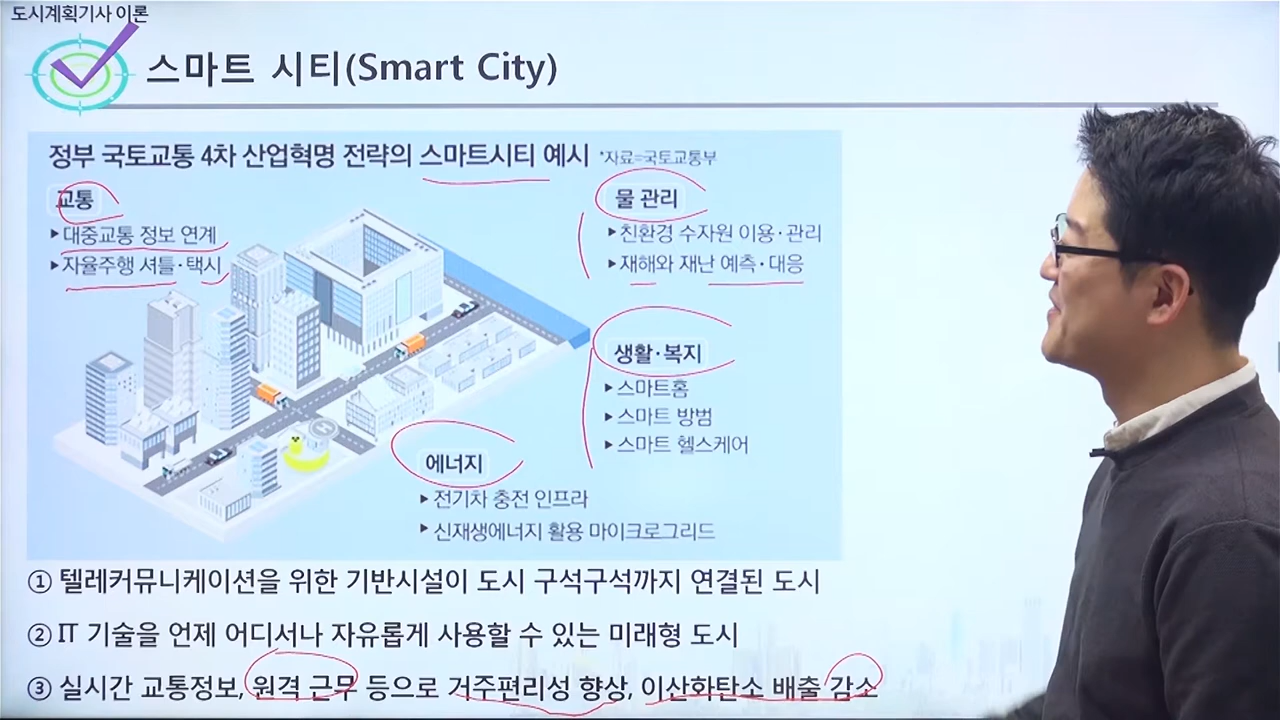 도시계획기사 이론
스마트 시티(Smart City)
정부 국토교통 4차 산업혁명 전략의 스마트시티 예시 *자료=국토교통부
교통
▸대중교통 정보 연계
▸자율주행 셔틀·택시
물 관리
▸친환경 수자원 이용·관리
▸재해와 재난 예측·대응
생활·복지
▸스마트홈
▸스마트 방범
▸스마트 헬스케어
에너지
▸전기차 충전 인프라
▸신재생에너지 활용 마이크로그리드
① 텔레커뮤니케이션을 위한 기반시설이 도시 구석구석까지 연결된 도시
② IT 기술을 언제 어디서나 자유롭게 사용할 수 있는 미래형 도시
③ 실시간 교통정보, 원격 근무 등으로 거주편리성 향상, 이산화탄소 배출 감소